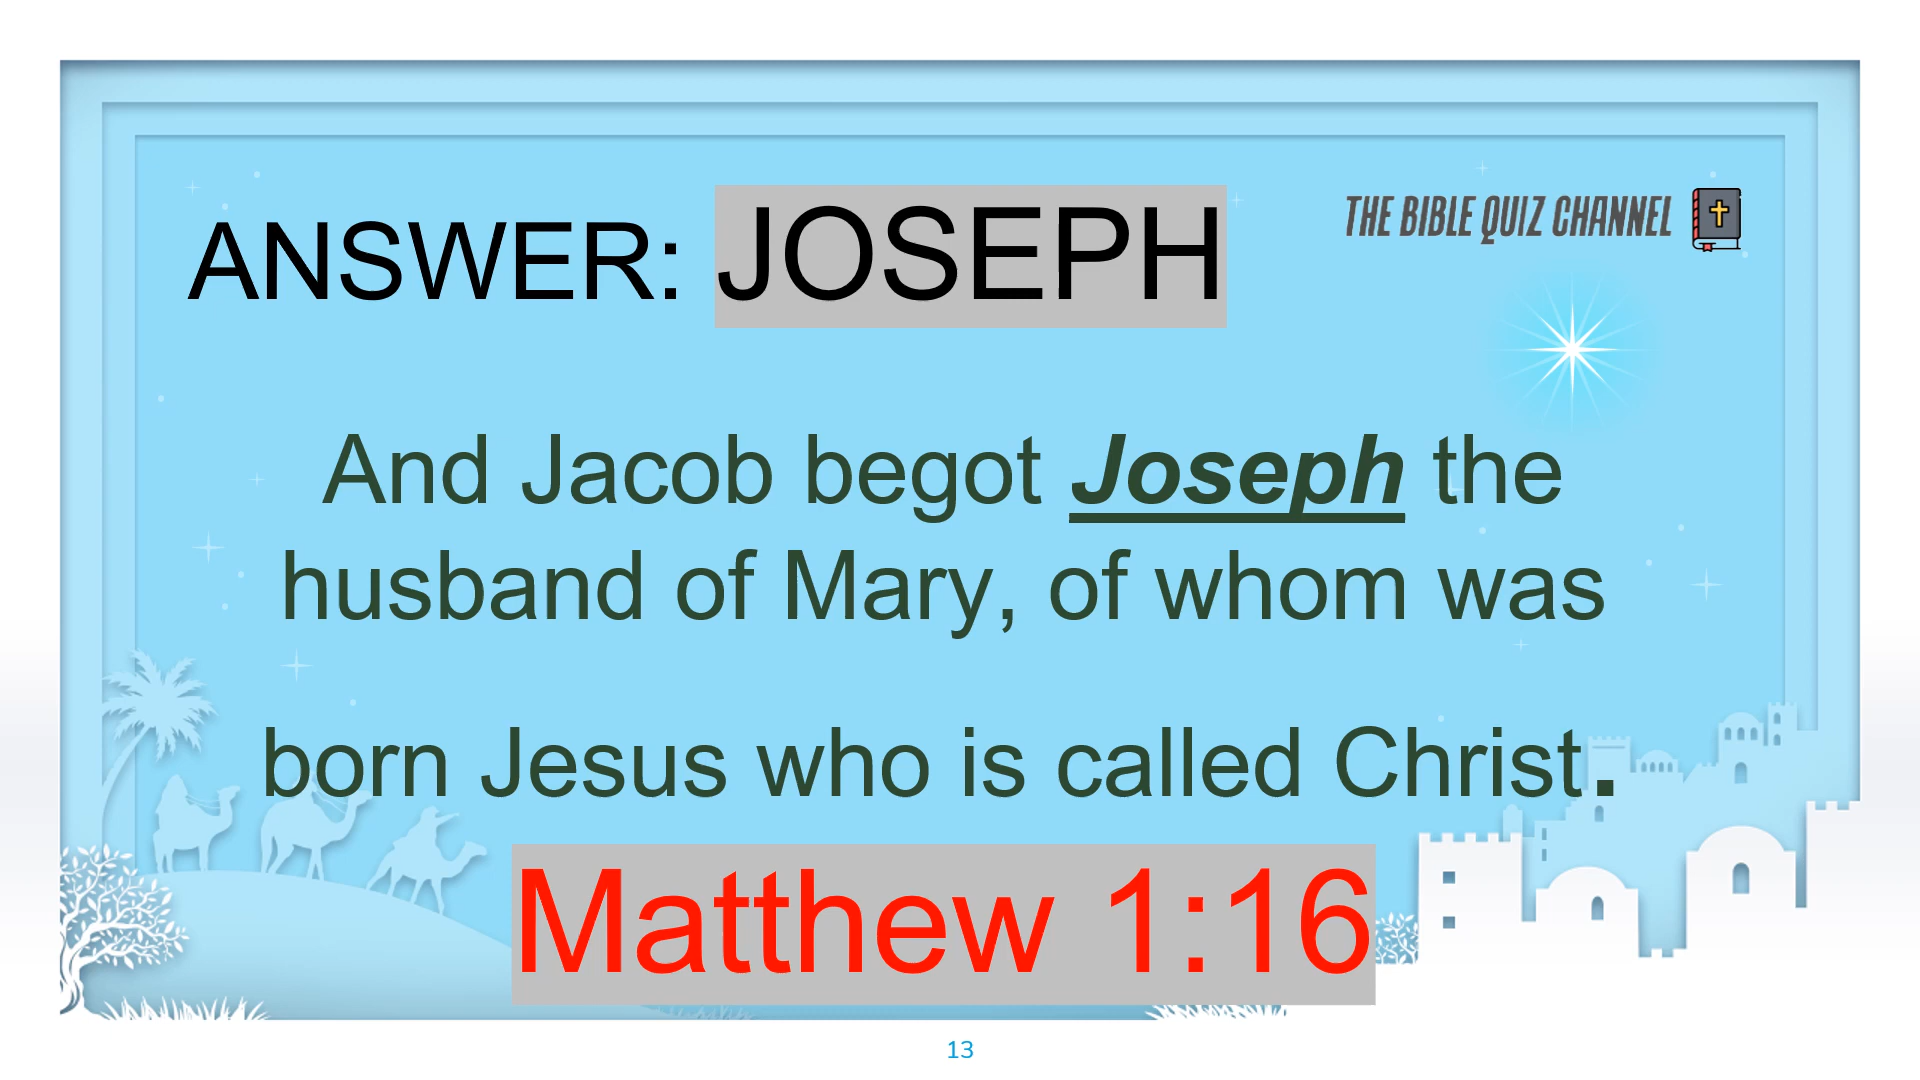 ANSWER: JOSEPH
THE BIBLE QUIZ CHANNEL
And Jacob begot Joseph the
husband of Mary, of whom was
born Jesus who is called Christ.
Matthew 1:16
13